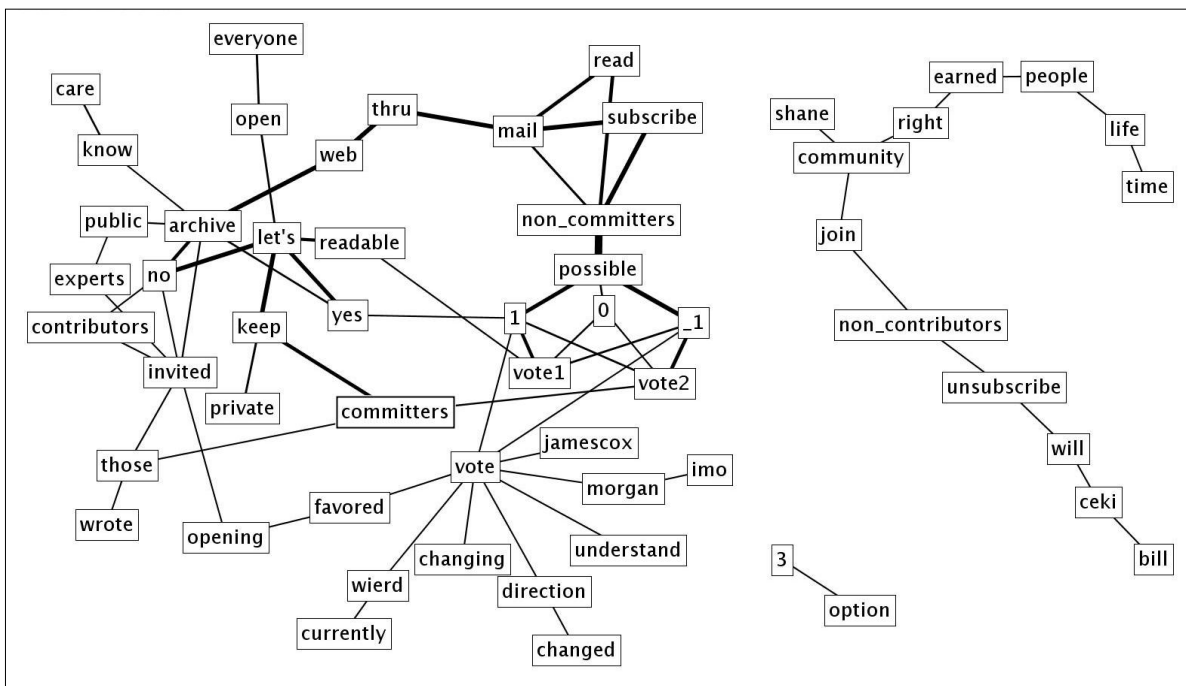 everyone
read
earned
people
care
thru
shane
subscribe
open
mail
right
life
know
web
community
time
public
archive
non_committers
let's
readable
join
experts
no
possible
contributors
keep
yes
1
0
_1
non_contributors
invited
vote1
vote2
unsubscribe
private
committers
jamescox
will
those
vote
morgan
imo
favored
ceki
wrote
opening
changing
understand
3
bill
wierd
direction
option
currently
changed